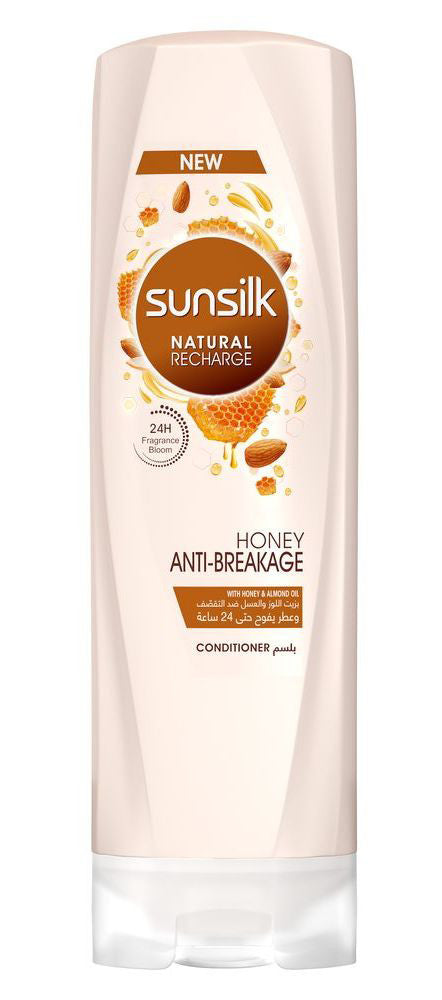 NEW
sunsilk
NATURAL
RECHARGE
24H
Fragrance
Bloom
HONEY
ANTI-BREAKAGE
WITH HONEY & ALMOND OIL
بزيت اللوز والعسل ضد التقصّف
وعطر يفوح حتى 24 ساعة
CONDITIONER بلسم